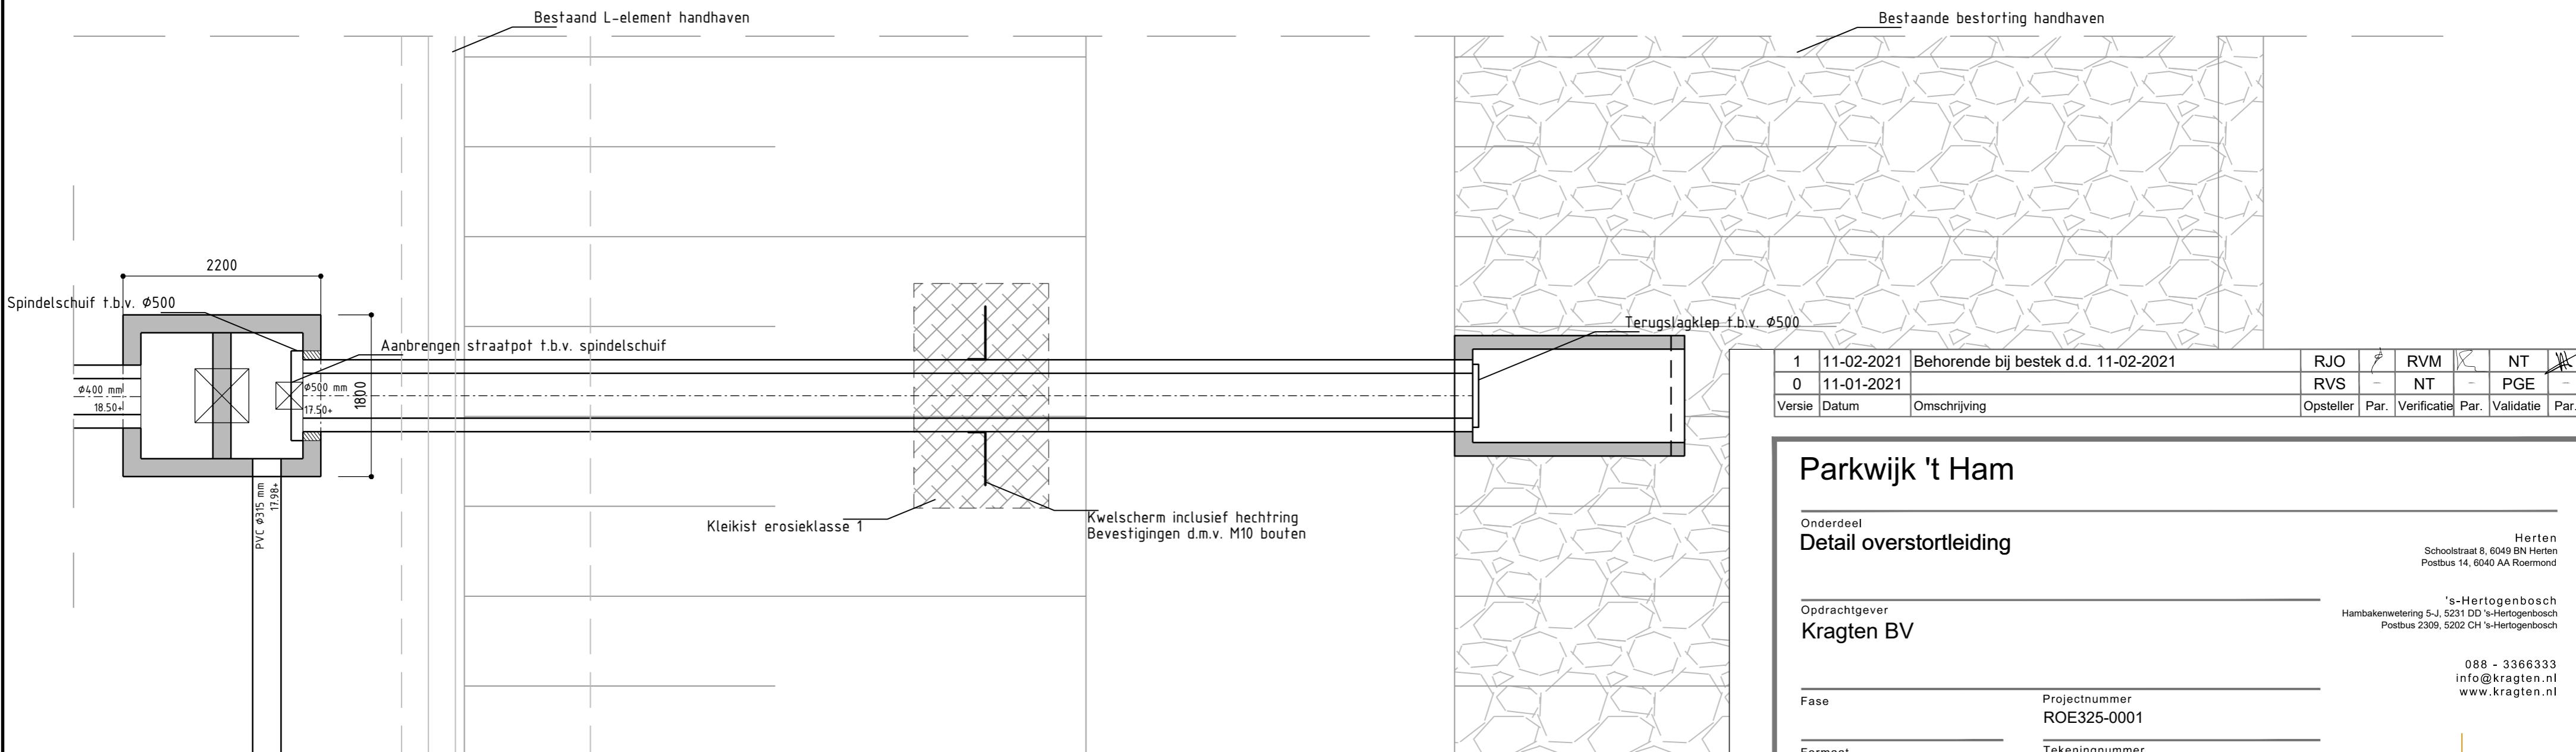 Bestaand L-element handhaven
Bestaande bestorting handhaven
2200
Spindelschuif t.b.v. Ø500
Aanbrengen straatpot t.b.v. spindelschuif
Terugslagklep t.b.v. Ø500
Ø400 mm
18.50+
Ø500 mm
17.50+
1800
PVC Ø315 mm
17.98+
Kleikist erosieklasse 1
Kwelscherm inclusief hechtring
Bevestigingen d.m.v. M10 bouten
1 11-02-2021 Behorende bij bestek d.d. 11-02-2021 RJO RVM NT
0 11-01-2021 RVS - NT - PGE -
Versie Datum Omschrijving Opsteller Par. Verificatie Par. Validatie Par.
Parkwijk 't Ham
Onderdeel
Detail overstortleiding
Herten
Schoolstraat 8, 6049 BN Herten
Postbus 14, 6040 AA Roermond
Opdrachtgever
Kragten BV
's-Hertogenbosch
Hambakenwetering 5-J, 5231 DD 's-Hertogenbosch
Postbus 2309, 5202 CH 's-Hertogenbosch
088 - 3366333
info@kragten.nl
www.kragten.nl
Fase
Projectnummer
ROE325-0001
Formaat
Tekeningnummer